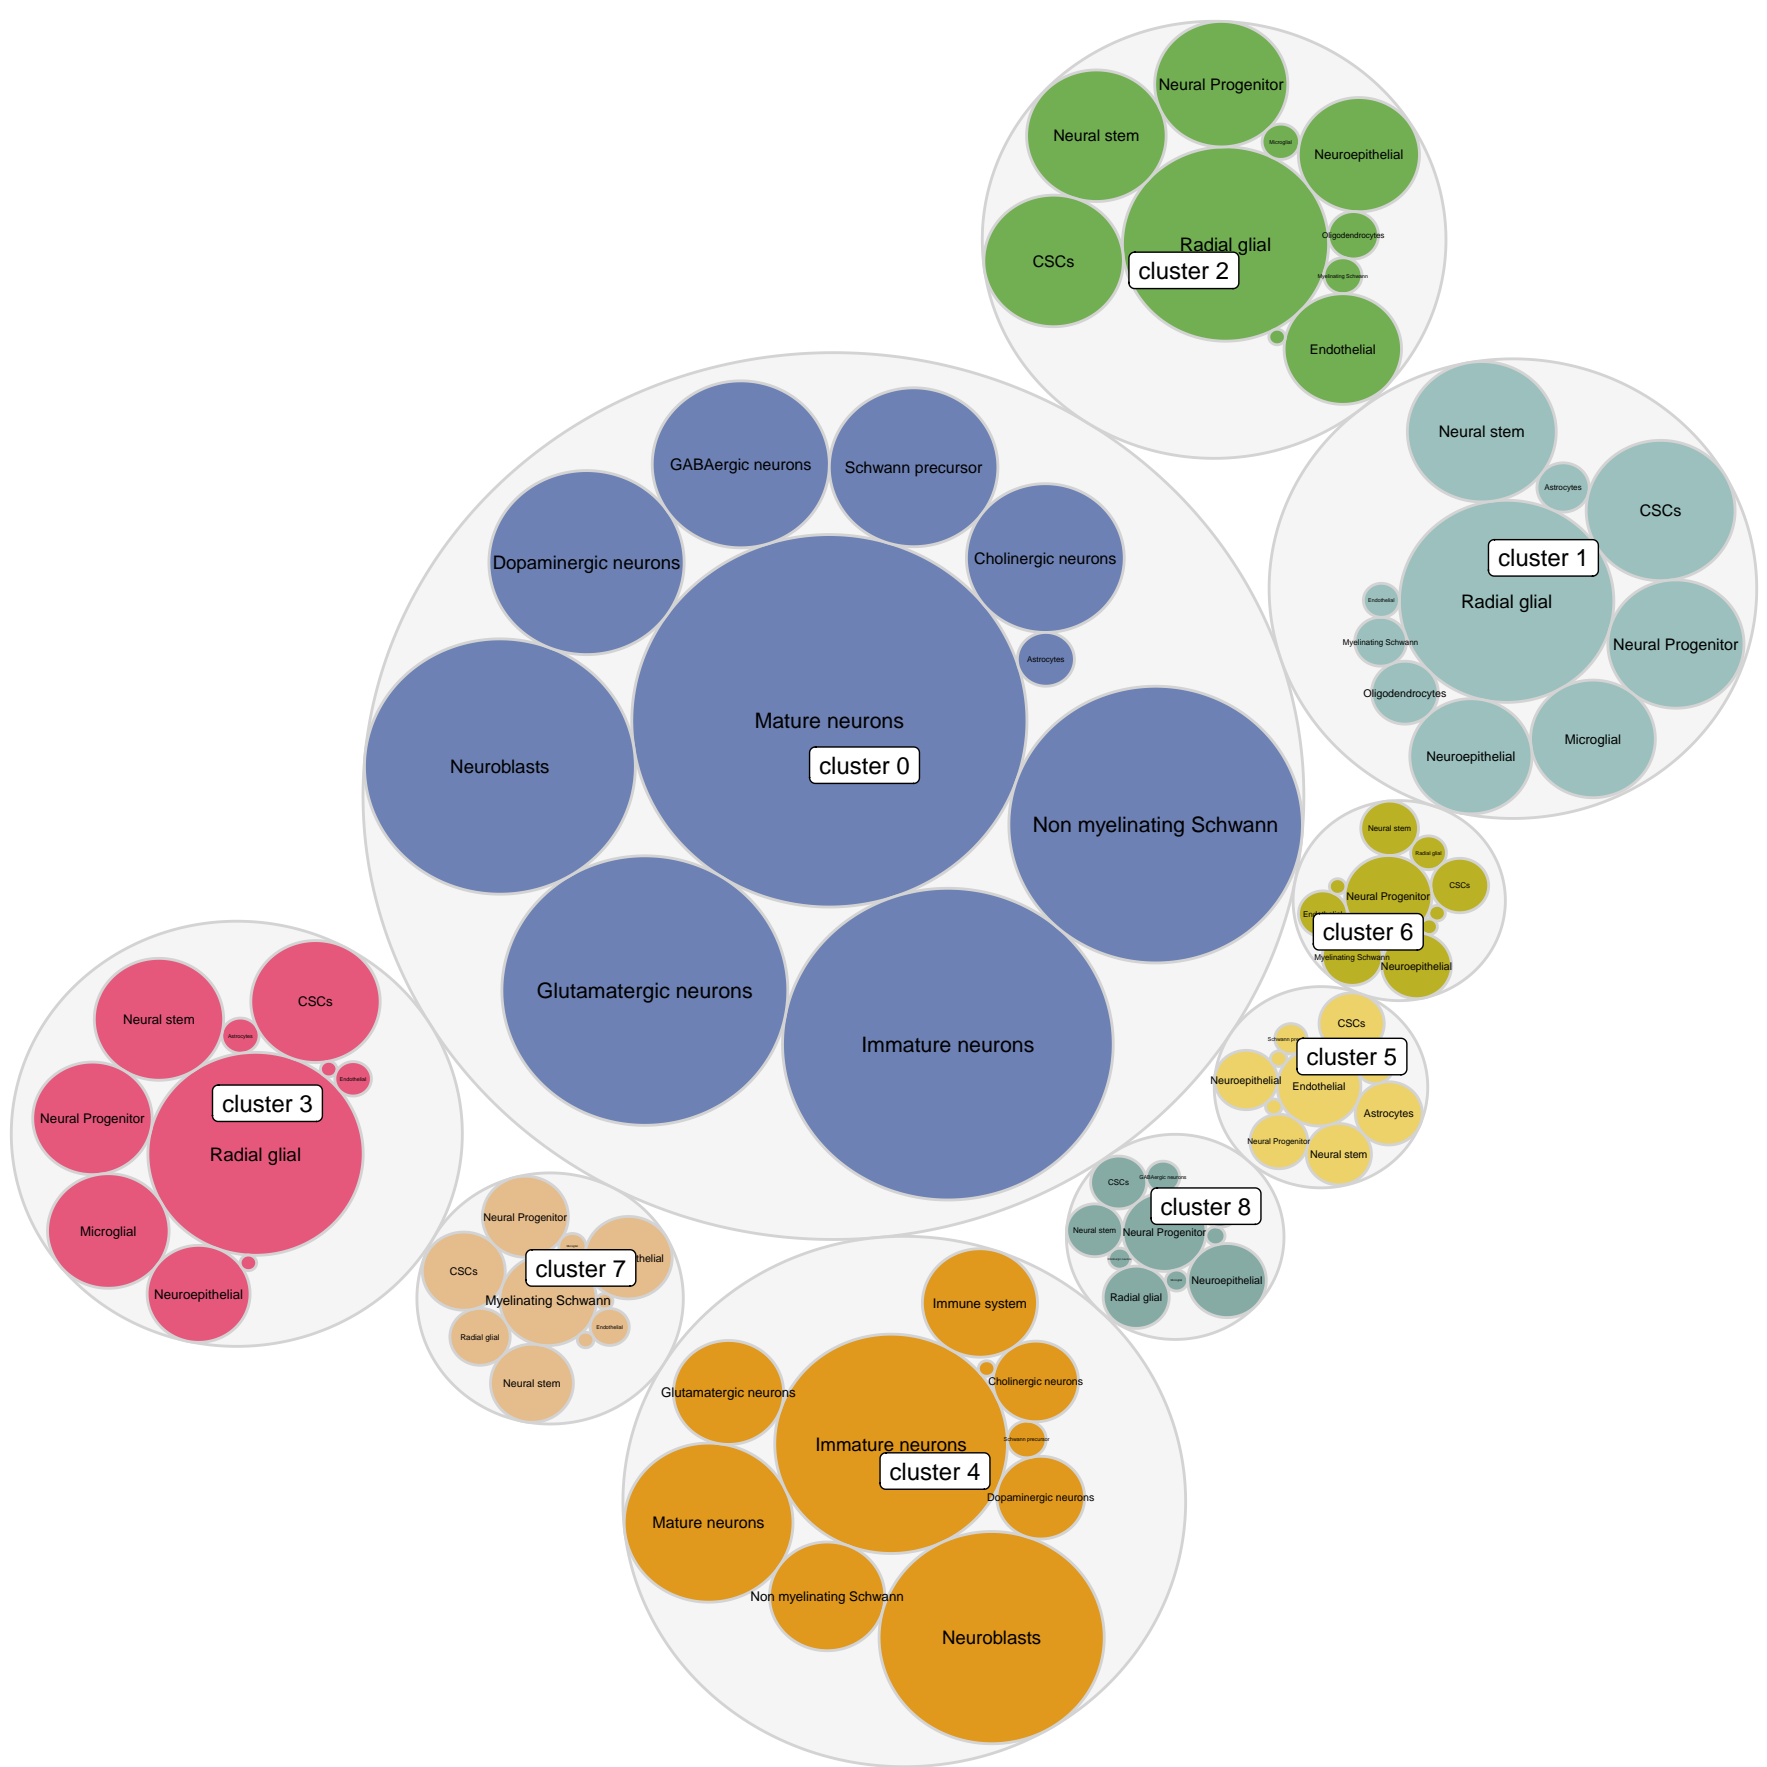 Neural Progenitor
Neural stem
Microglial
Neuroepithelial
Oligodendrocytes
Radial glial
CSCs
cluster 2
Myelinating Schwann
Endothelial
Neural stem
Astrocytes
CSCs
cluster 1
Radial glial
Endothelial
Myelinating Schwann
Neural Progenitor
Oligodendrocytes
Microglial
Neuroepithelial
GABAergic neurons
Schwann precursor
Dopaminergic neurons
Cholinergic neurons
Astrocytes
Mature neurons
cluster 0
Neuroblasts
Non myelinating Schwann
Glutamatergic neurons
Immature neurons
Neural stem
Radial glial
CSCs
Neural Progenitor
cluster 6
Myelinating Schwann
Neuroepithelial
CSCs
cluster 5
Neuroepithelial
Endothelial
Astrocytes
Neural Progenitor
Neural stem
CSCs
GABAergic neurons
cluster 8
Neural stem
Neural Progenitor
Neuroepithelial
Radial glial
CSCs
Neural stem
Astrocytes
Endothelial
cluster 3
Neural Progenitor
Radial glial
Microglial
Neuroepithelial
Neural Progenitor
thelial
cluster 7
CSCs
Myelinating Schwann
Endothelial
Radial glial
Neural stem
Immune system
Cholinergic neurons
Glutamatergic neurons
Immature neurons
Schwann precursor
cluster 4
Dopaminergic neurons
Mature neurons
Non myelinating Schwann
Neuroblasts